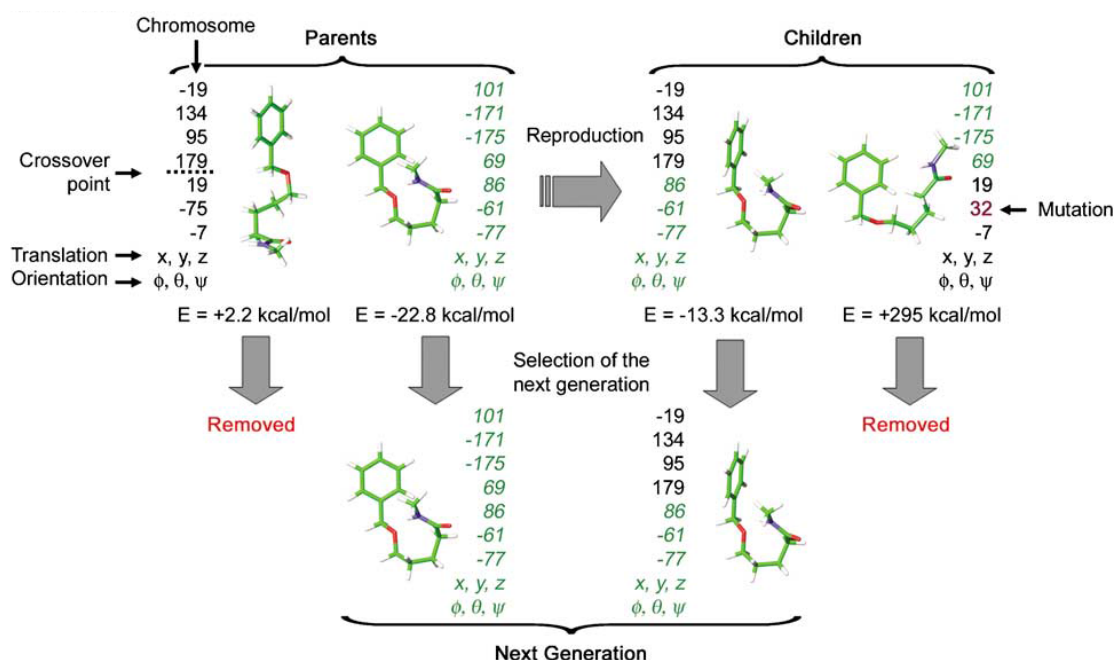 Chromosome
Parents
Children
-19
134
95
179
19
-75
-7
x, y, z
ϕ, θ, ψ
101
-171
-175
69
86
-61
-77
x, y, z
ϕ, θ, ψ
Crossover
point
Translation
Orientation
Reproduction
-19
134
95
179
86
-61
-77
x, y, z
ϕ, θ, ψ
101
-171
-175
69
19
32
-7
x, y, z
ϕ, θ, ψ
Mutation
E = +2.2 kcal/mol
E = -22.8 kcal/mol
E = -13.3 kcal/mol
E = +295 kcal/mol
Selection of the
next generation
Removed
Removed
101
-171
-175
69
86
-61
-77
x, y, z
ϕ, θ, ψ
-19
134
95
179
86
-61
-77
x, y, z
ϕ, θ, ψ
Next Generation